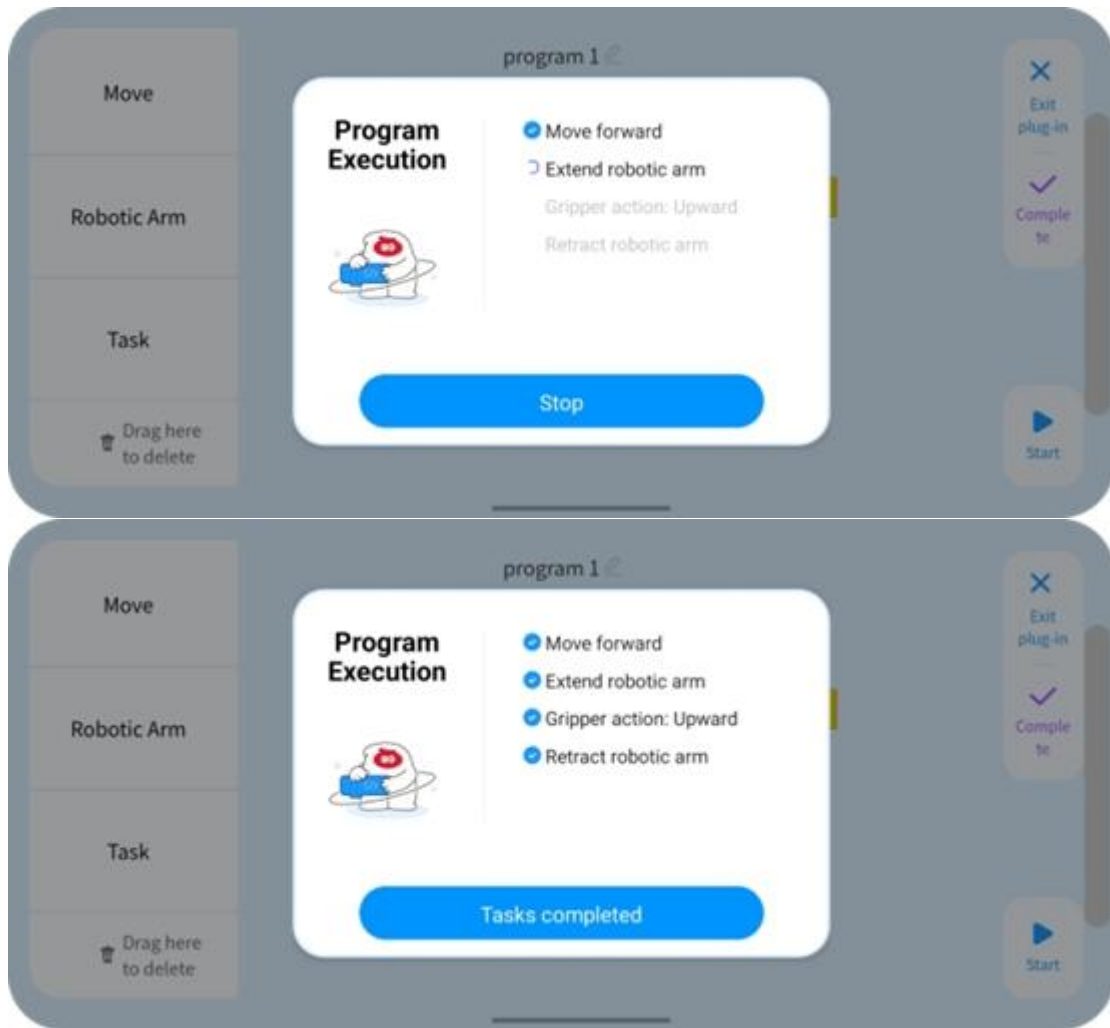 program 1
Move
Robotic Arm
Task
Drag here
to delete
Program
Execution
Move forward
Extend robotic arm
Gripper action: Upward
Retract robotic arm
Stop
Exit
plug-in
Comple
te
Start
program 1
Move
Robotic Arm
Task
Drag here
to delete
Program
Execution
Move forward
Extend robotic arm
Gripper action: Upward
Retract robotic arm
Tasks completed
Exit
plug-in
Comple
te
Start